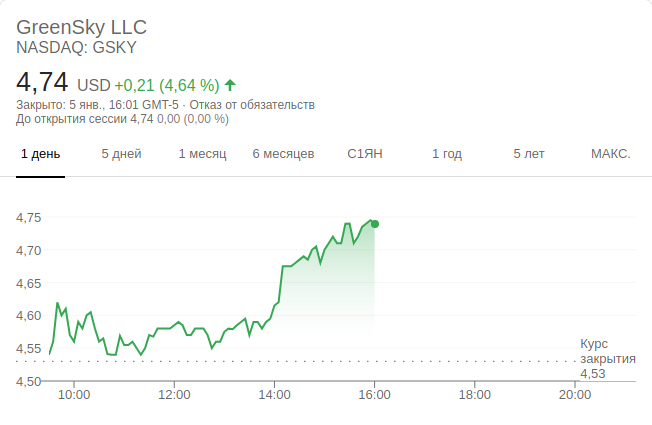 GreenSky LLC
NASDAQ: GSKY
4,74 USD +0,21 (4,64 %)
Закрыто: 5 янв., 16:01 GMT-5 · Отказ от обязательств
До открытия сессии 4,74 0,00 (0,00 %)
1 день 5 дней 1 месяц 6 месяцев С1ЯН 1 год 5 лет МАКС.
4,75
4,70
4,65
4,60
4,55
4,50
Курс
закрытия
4,53
10:00 12:00 14:00 16:00 18:00 20:00